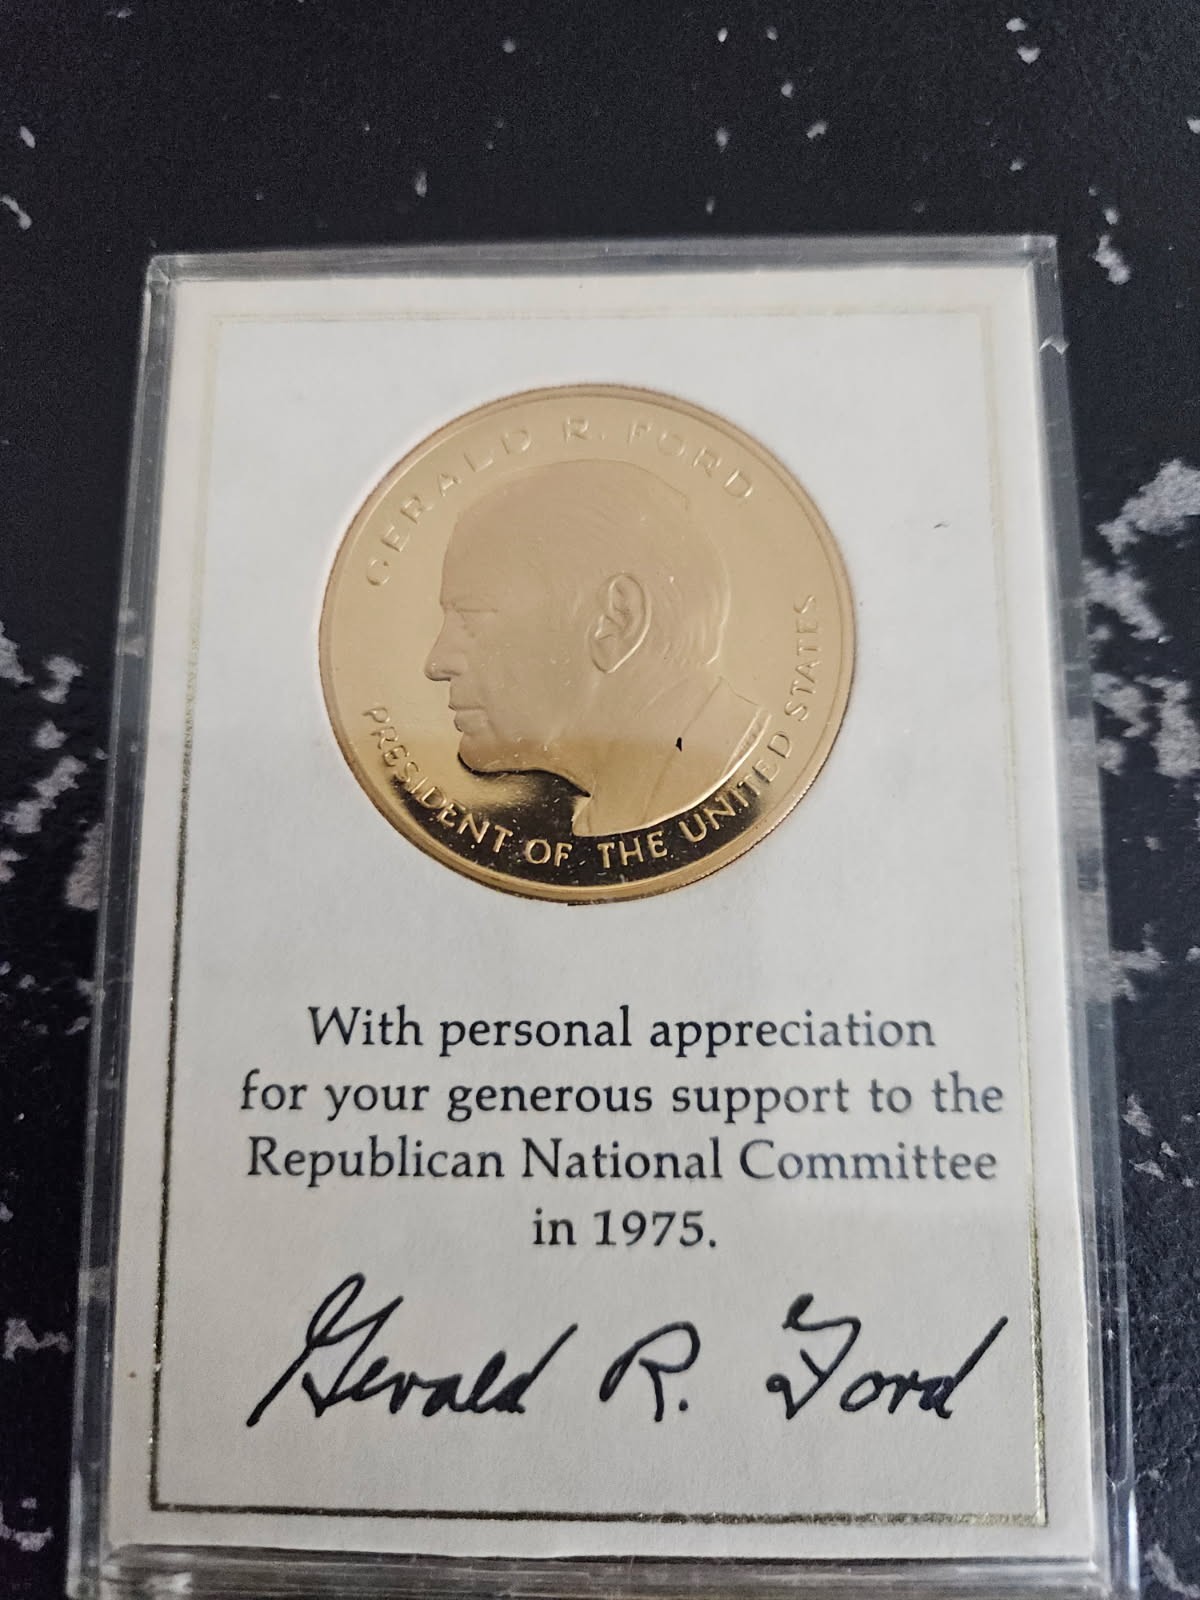 GERALD R. FORD
PRESIDENT OF THE UNITED STATES
With personal appreciation
for your generous support to the
Republican National Committee
in 1975.
Gerald R. Ford